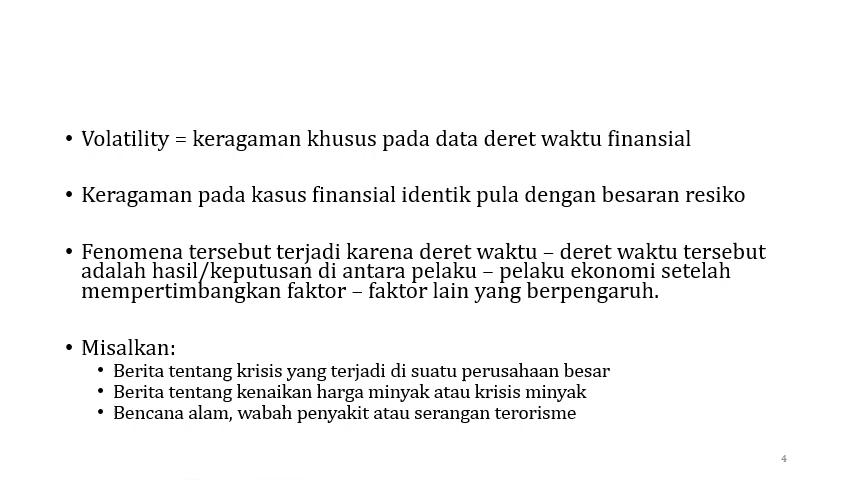 • Volatility = keragaman khusus pada data deret waktu finansial
• Keragaman pada kasus finansial identik pula dengan besaran resiko
• Fenomena tersebut terjadi karena deret waktu – deret waktu tersebut
adalah hasil/keputusan di antara pelaku – pelaku ekonomi setelah
mempertimbangkan faktor – faktor lain yang berpengaruh.
• Misalkan:
• Berita tentang krisis yang terjadi di suatu perusahaan besar
• Berita tentang kenaikan harga minyak atau krisis minyak
• Bencana alam, wabah penyakit atau serangan terorisme
4